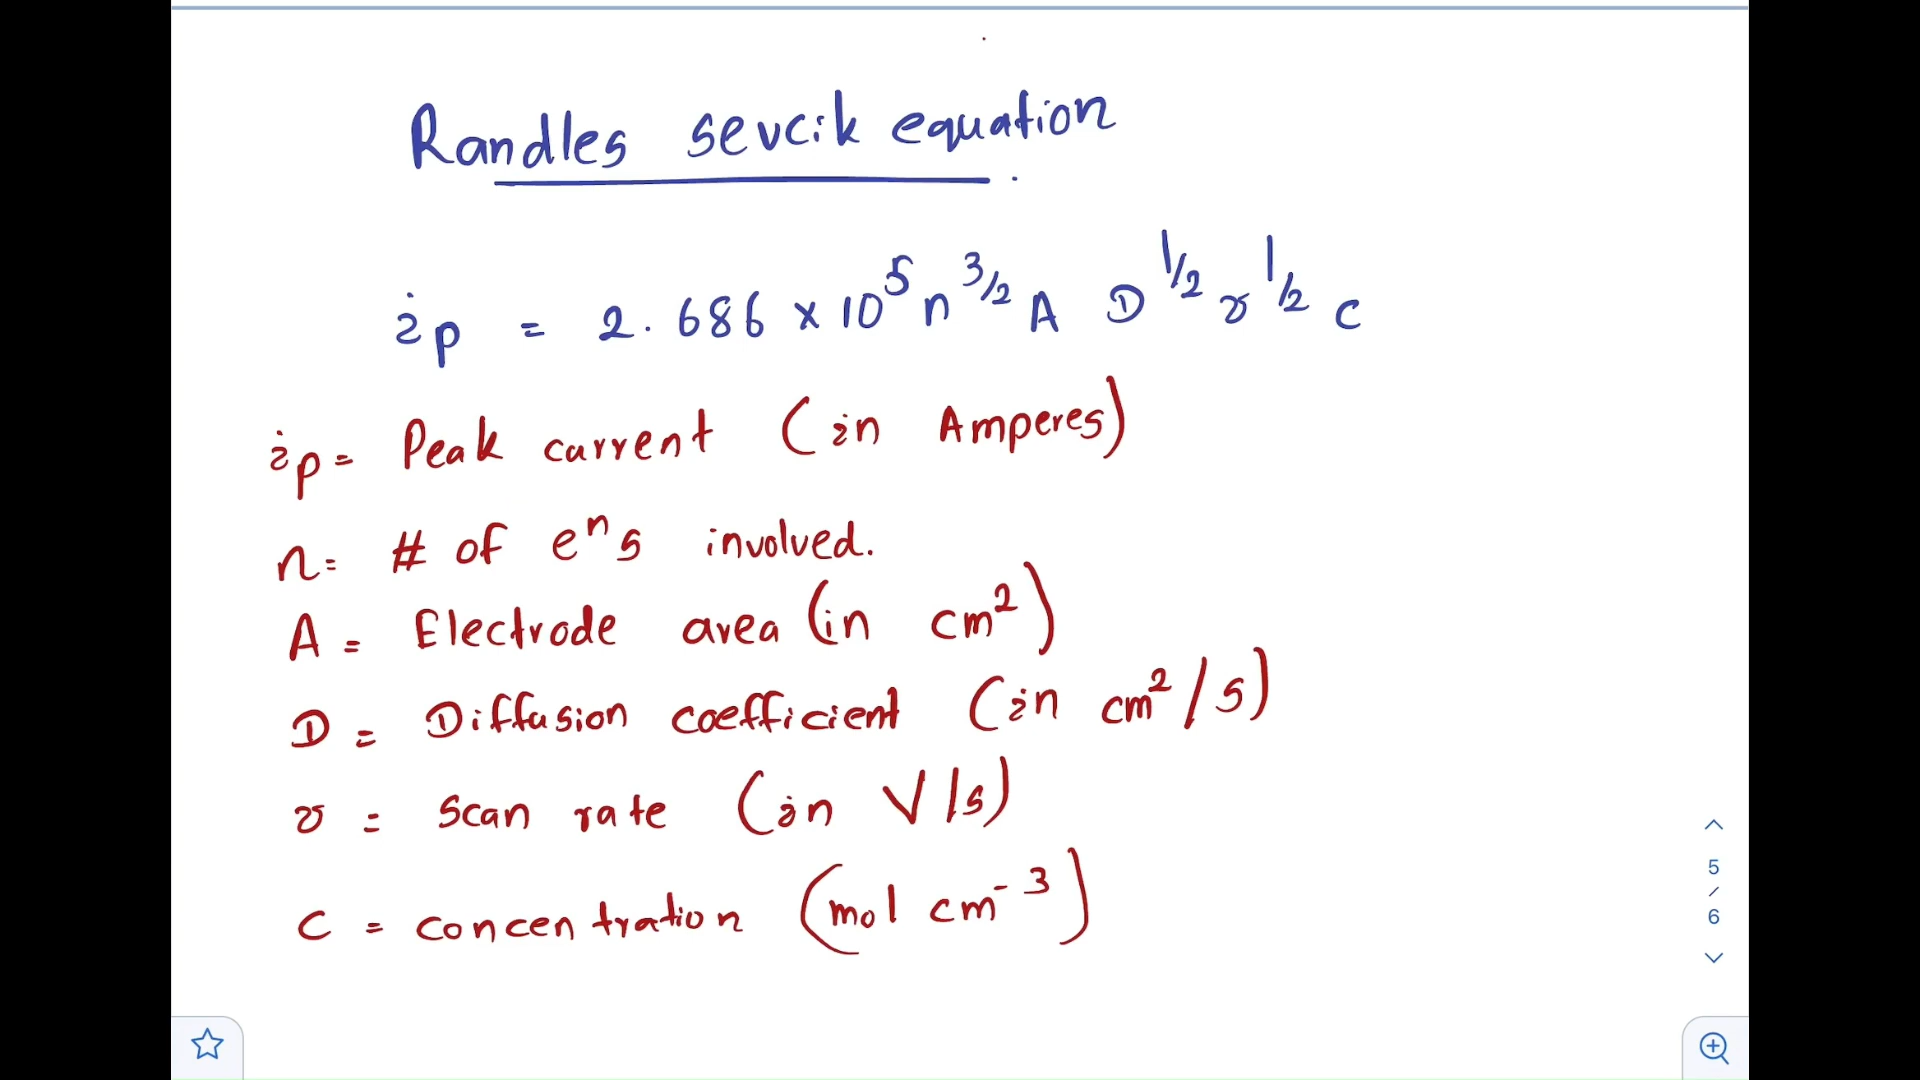 Randles sevcik equation
ip = 2.686 x 10^5 n^3/2 A D^1/2 v^1/2 c
ip = Peak current (in Amperes)
n = # of e^n s involved.
A = Electrode area (in cm^2)
D = Diffusion coefficient (in cm^2/s)
v = scan rate (in V/s)
C = concentration (mol cm^-3)
5
/
6